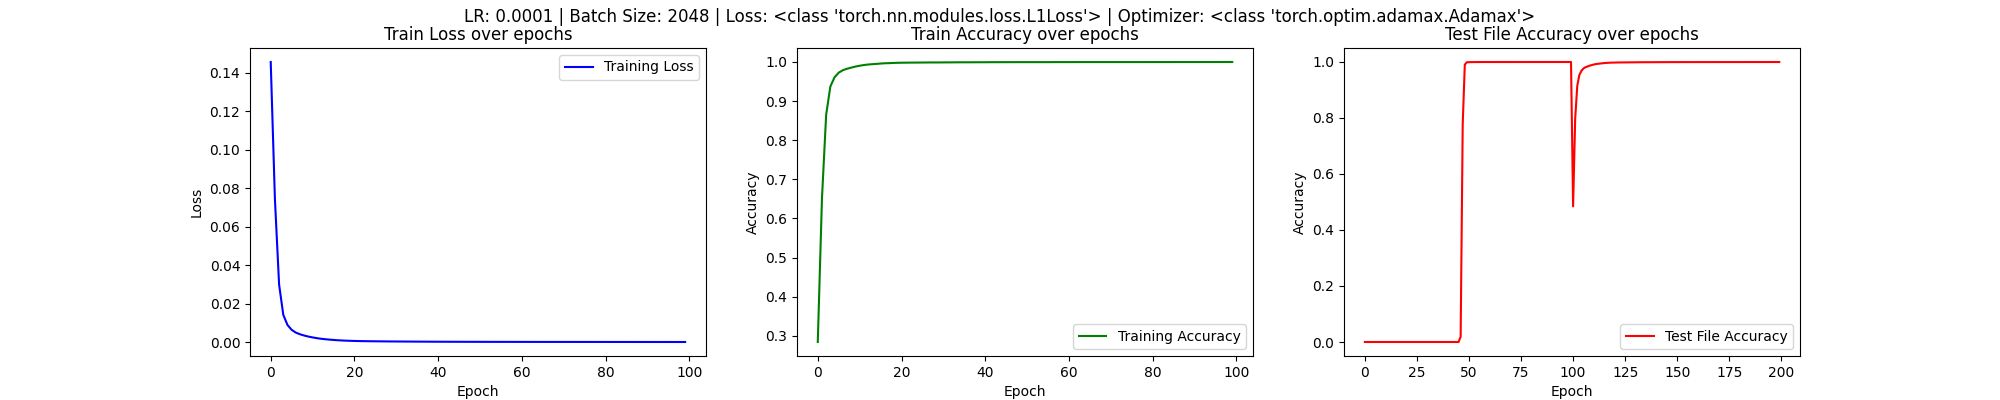 LR: 0.0001 | Batch Size: 2048 | Loss: <class 'torch.nn.modules.loss.L1Loss'> | Optimizer: <class 'torch.optim.adamax.Adamax'>
Train Loss over epochs
Training Loss
0.14
0.12
0.10
0.08
0.06
0.04
0.02
0.00
Loss
0 20 40 60 80 100
Epoch
Train Accuracy over epochs
1.0
0.9
0.8
0.7
0.6
0.5
0.4
0.3
Accuracy
Training Accuracy
0 20 40 60 80 100
Epoch
Test File Accuracy over epochs
1.0
0.8
0.6
0.4
0.2
0.0
Accuracy
Test File Accuracy
0 25 50 75 100 125 150 175 200
Epoch